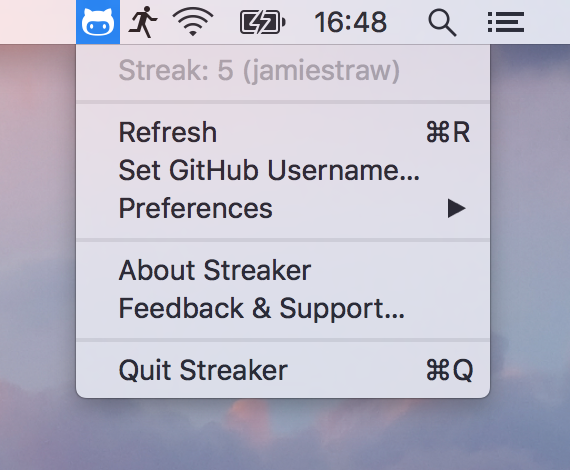 16:48
Streak: 5 (jamiestraw)
Refresh ⌘R
Set GitHub Username...
Preferences ▶
About Streaker
Feedback & Support...
Quit Streaker ⌘Q